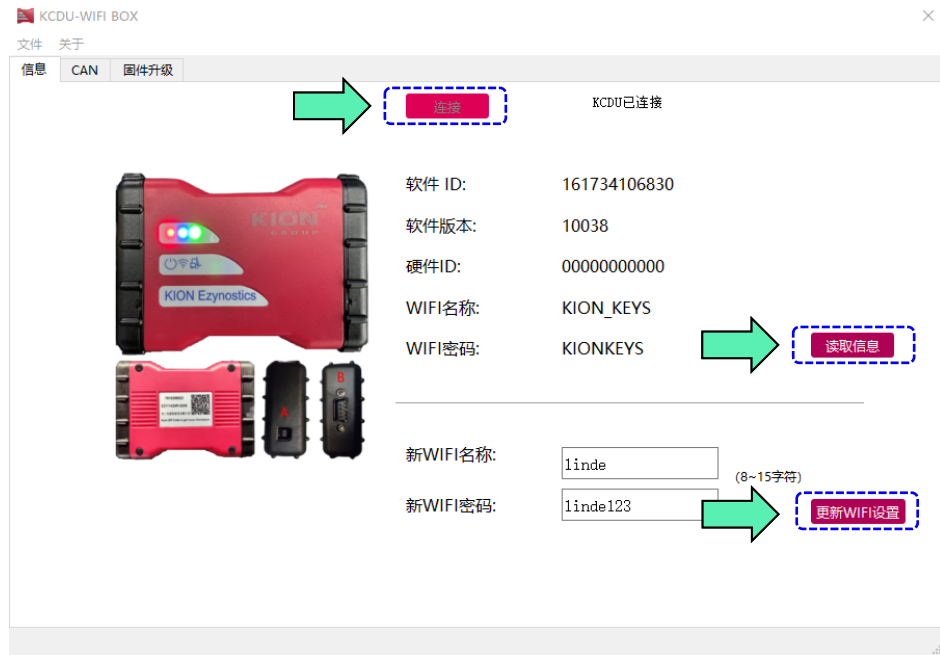 KCDU-WIFI BOX
文件 关于
信息 CAN 固件升级
连接 KCDU已连接
KION
GROUP
KION Ezynostics
A
B
软件 ID: 161734106830
软件版本: 10038
硬件ID: 00000000000
WIFI名称: KION_KEYS
WIFI密码: KIONKEYS
读取信息
新WIFI名称: linde
(8~15字符)
新WIFI密码: linde123
更新WIFI设置